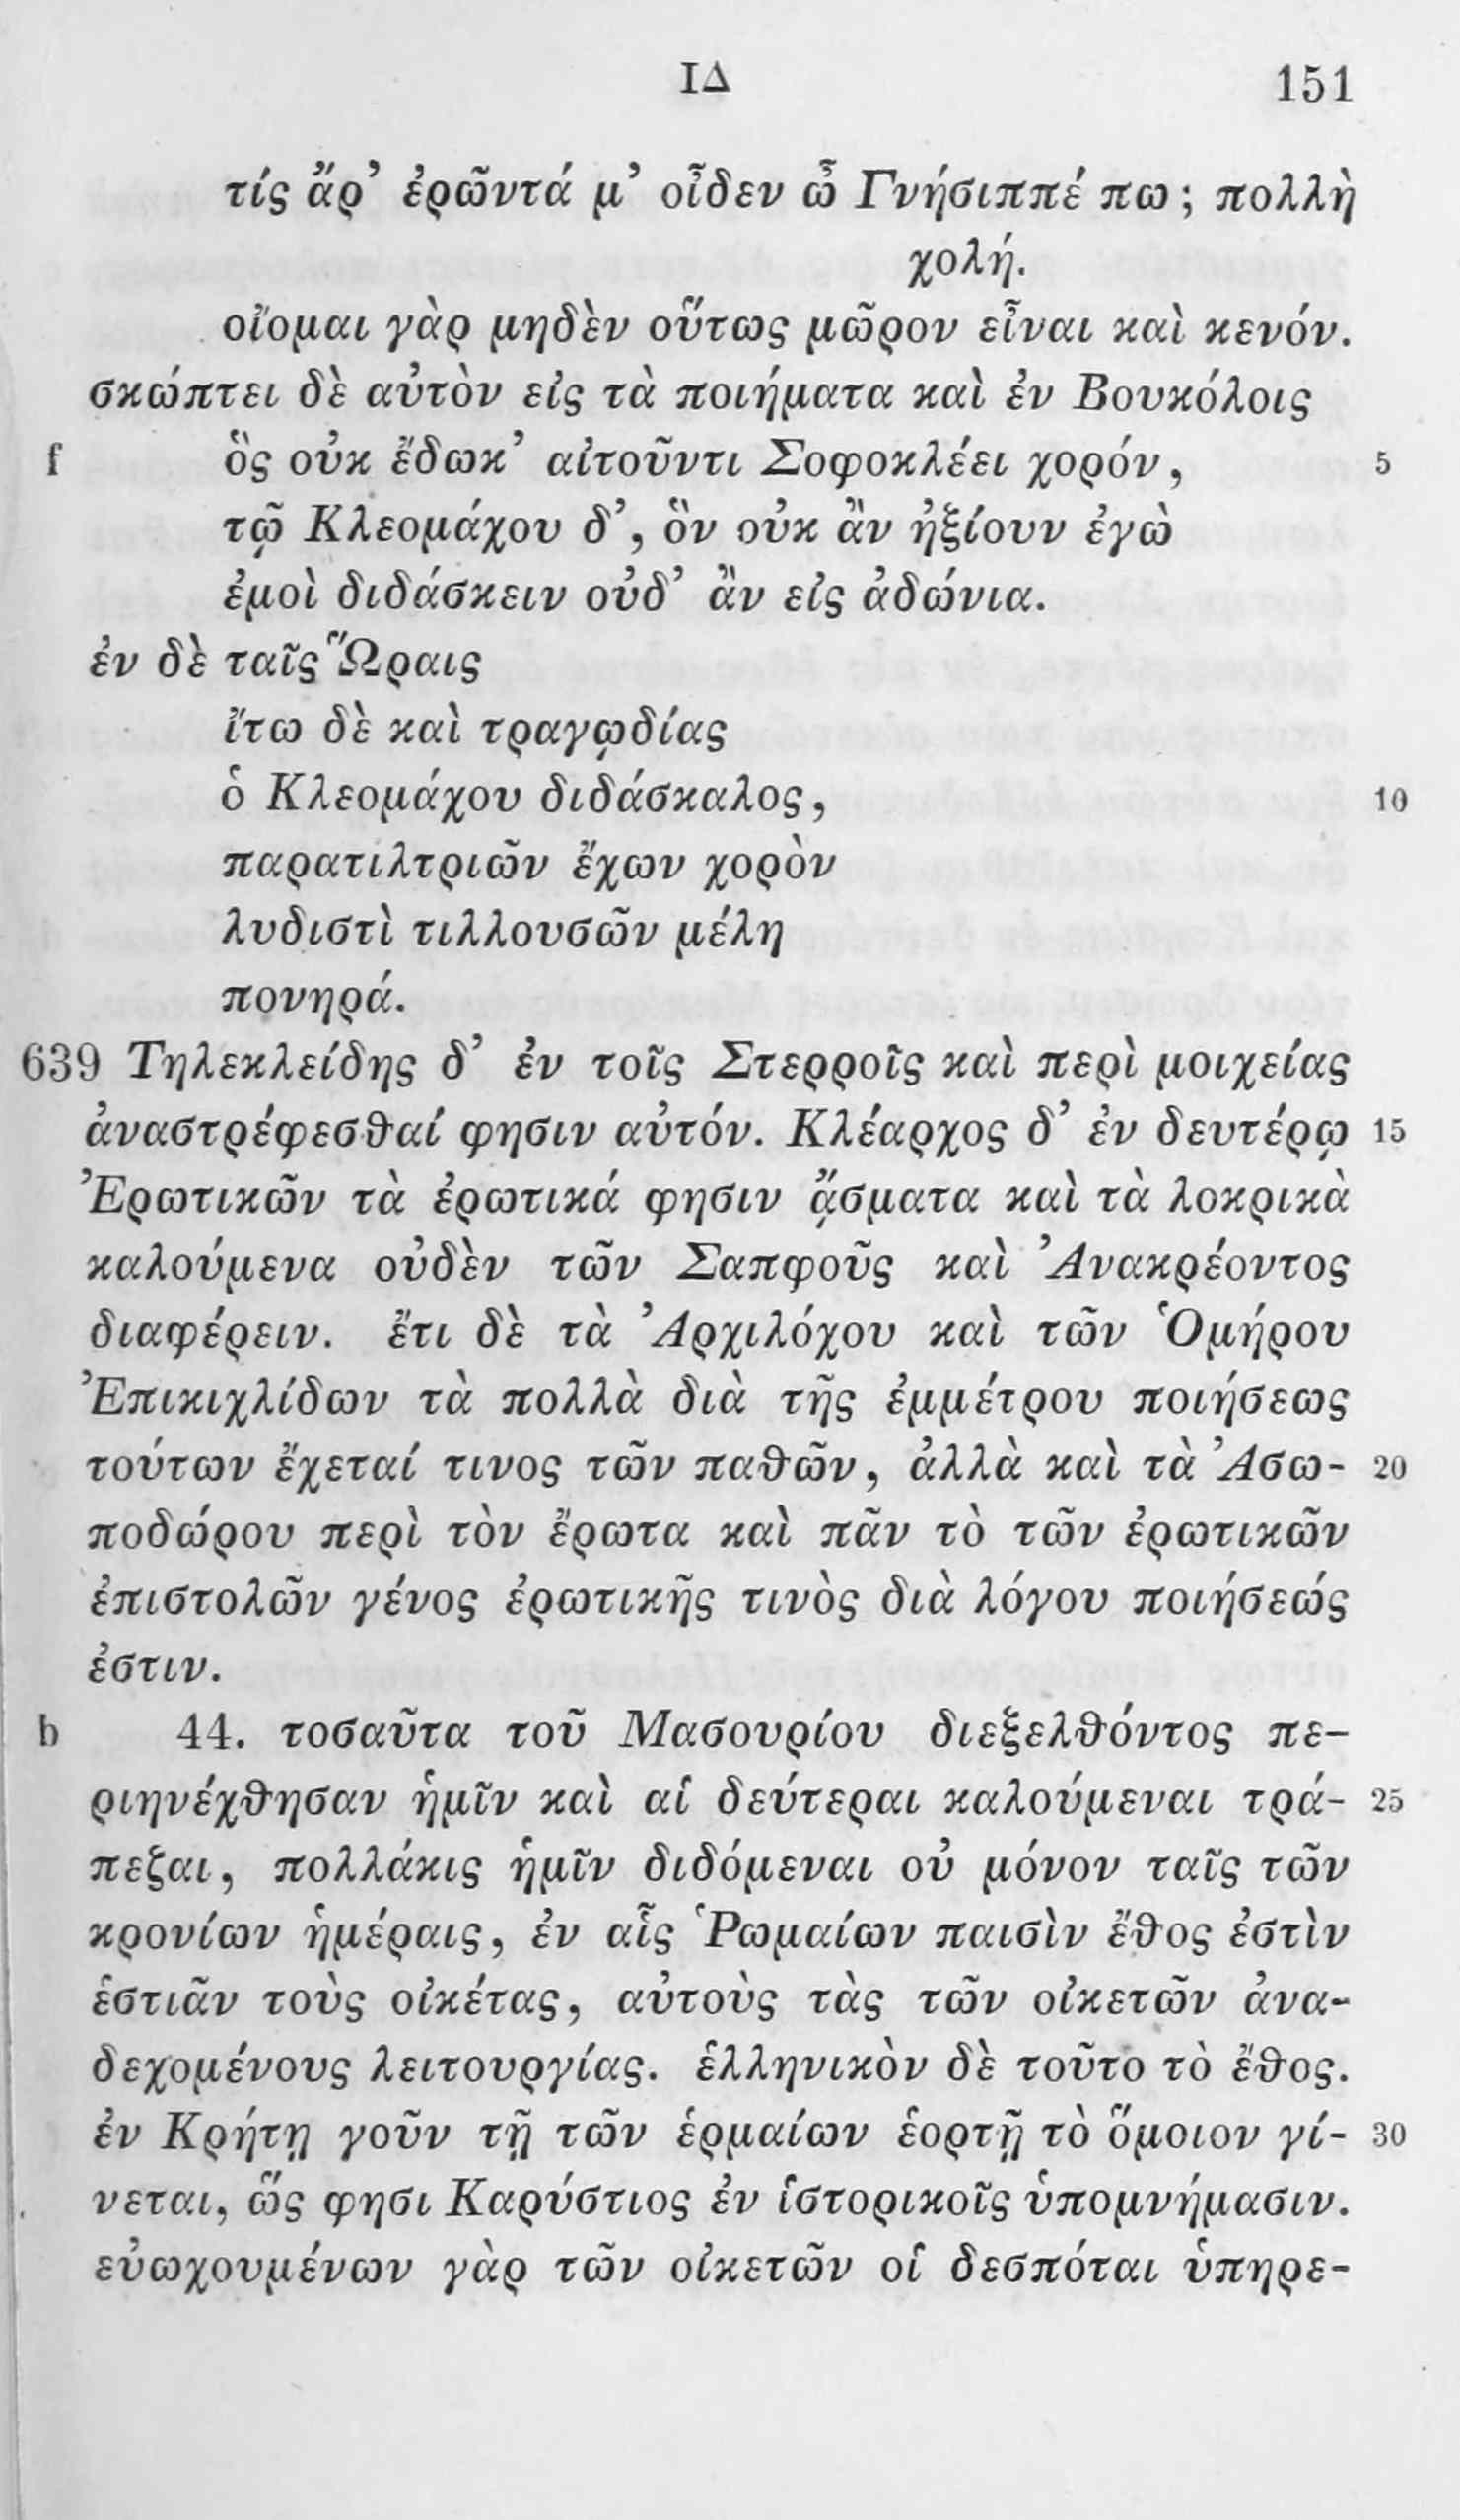 ΙΔ 151
τίς ἄρ’ ἐρῶντά μ’ οἶδεν ὦ Γνήσιππέ πω; πολλὴ
χολή.
οἴομαι γὰρ μηδὲν οὕτως μῶρον εἶναι καὶ κενόν.
σκώπτει δὲ αὐτὸν εἰς τὰ ποιήματα καὶ ἐν Βουκόλοις
f ὃς οὐκ ἔδωκ’ αἰτοῦντι Σοφοκλέει χορόν, 5
τῷ Κλεομάχου δ’, ὃν οὐκ ἂν ἠξίουν ἐγὼ
ἐμοὶ διδάσκειν οὐδ’ ἂν εἰς ἀδώνια.
ἐν δὲ ταῖς Ὥραις
ἴτω δὲ καὶ τραγῳδίας
ὁ Κλεομάχου διδάσκαλος, 10
παρατιλτριῶν ἔχων χορὸν
λυδιστὶ τιλλουσῶν μέλη
πονηρά.
639 Τηλεκλείδης δ’ ἐν τοῖς Στερροῖς καὶ περὶ μοιχείας
ἀναστρέφεσθαί φησιν αὐτόν. Κλέαρχος δ’ ἐν δευτέρῳ 15
Ἐρωτικῶν τὰ ἐρωτικά φησιν ᾄσματα καὶ τὰ λοκρικὰ
καλούμενα οὐδὲν τῶν Σαπφοῦς καὶ Ἀνακρέοντος
διαφέρειν. ἔτι δὲ τὰ Ἀρχιλόχου καὶ τῶν Ὁμήρου
Ἐπικιχλίδων τὰ πολλὰ διὰ τῆς ἐμμέτρου ποιήσεως
τούτων ἔχεταί τινος τῶν παθῶν, ἀλλὰ καὶ τὰ Ἀσω- 20
ποδώρου περὶ τὸν ἔρωτα καὶ πᾶν τὸ τῶν ἐρωτικῶν
ἐπιστολῶν γένος ἐρωτικῆς τινὸς διὰ λόγου ποιήσεώς
ἐστιν.
b 44. τοσαῦτα τοῦ Μασουρίου διεξελθόντος πε-
ριηνέχθησαν ἡμῖν καὶ αἱ δεύτεραι καλούμεναι τρά- 25
πεζαι, πολλάκις ἡμῖν διδόμεναι οὐ μόνον ταῖς τῶν
κρονίων ἡμέραις, ἐν αἷς Ῥωμαίων παισὶν ἔθος ἐστὶν
ἑστιᾶν τοὺς οἰκέτας, αὐτοὺς τὰς τῶν οἰκετῶν ἀνα-
δεχομένους λειτουργίας. ἑλληνικὸν δὲ τοῦτο τὸ ἔθος.
ἐν Κρήτῃ γοῦν τῇ τῶν ἑρμαίων ἑορτῇ τὸ ὅμοιον γί- 30
νεται, ὥς φησι Καρύστιος ἐν ἱστορικοῖς ὑπομνήμασιν.
εὐωχουμένων γὰρ τῶν οἰκετῶν οἱ δεσπόται ὑπηρε-